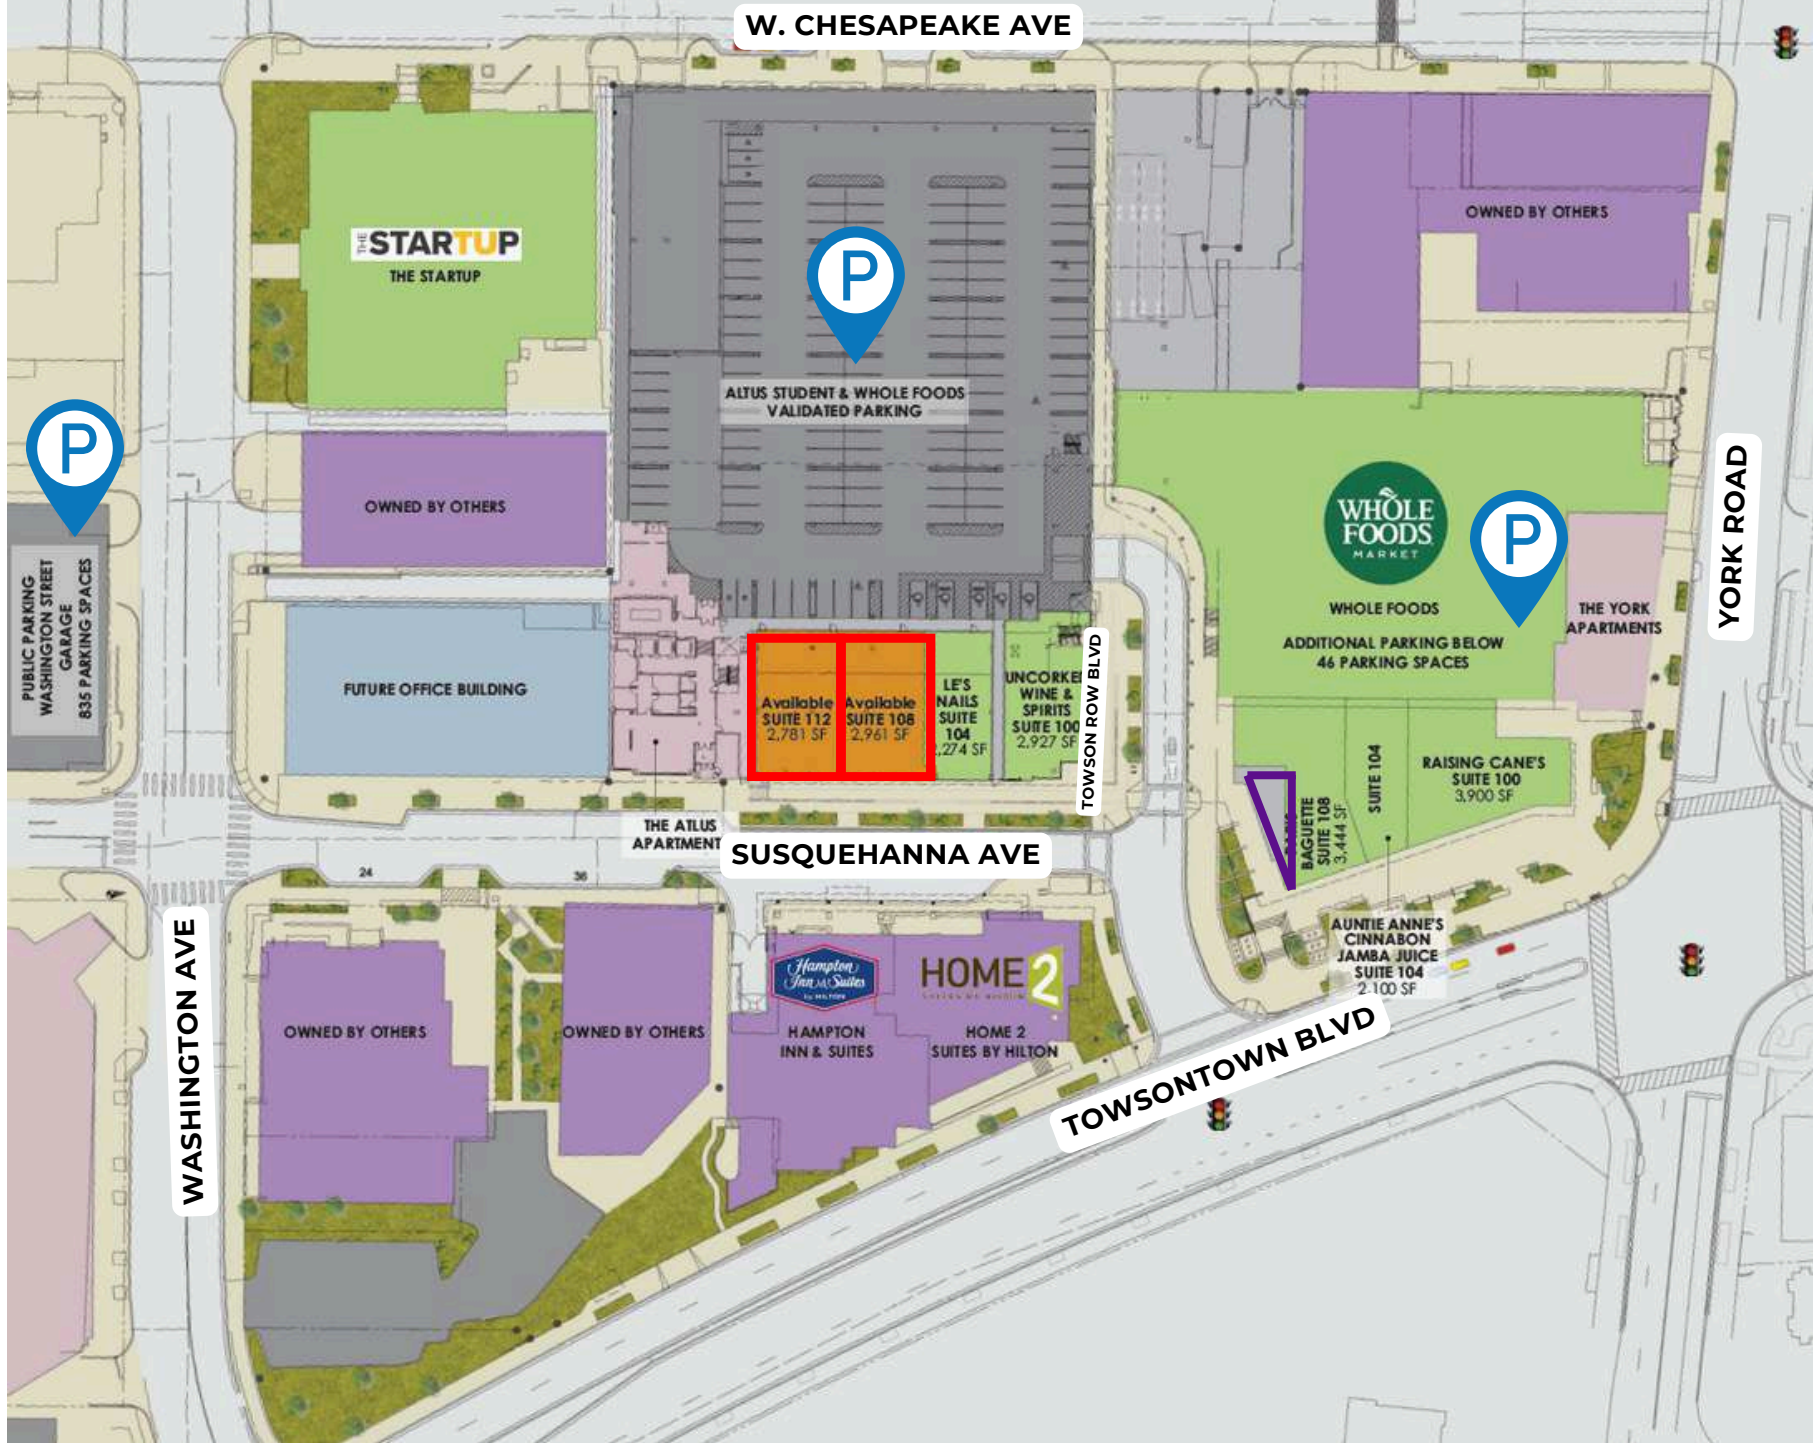 W. CHESAPEAKE AVE
THE
STARTUP
THE STARTUP
OWNED BY OTHERS
P
ALTUS STUDENT & WHOLE FOODS
VALIDATED PARKING
P
OWNED BY OTHERS
PUBLIC PARKING
WASHINGTON STREET
GARAGE
835 PARKING SPACES
FUTURE OFFICE BUILDING
WHOLE
FOODS
MARKET
P
WHOLE FOODS
ADDITIONAL PARKING BELOW
46 PARKING SPACES
THE YORK
APARTMENTS
YORK ROAD
Available
SUITE 112
2,781 SF
Available
SUITE 108
2,961 SF
LE'S
NAILS
SUITE
104
,274 SF
UNCORKE
WINE &
SPIRITS
SUITE 100
2,927 SF
TOWSON ROW BLVD
BAGUETTE
SUITE 108
3,444 SF
SUITE 104
RAISING CANE'S
SUITE 100
3,900 SF
THE ATLUS
APARTMENT
SUSQUEHANNA AVE
24
36
AUNTIE ANNE'S
CINNABON
JAMBA JUICE
SUITE 104
2,100 SF
WASHINGTON AVE
OWNED BY OTHERS
OWNED BY OTHERS
Hampton
Inn & Suites
by HILTON
HAMPTON
INN & SUITES
HOME 2
HOME 2
SUITES BY HILTON
TOWSONTOWN BLVD